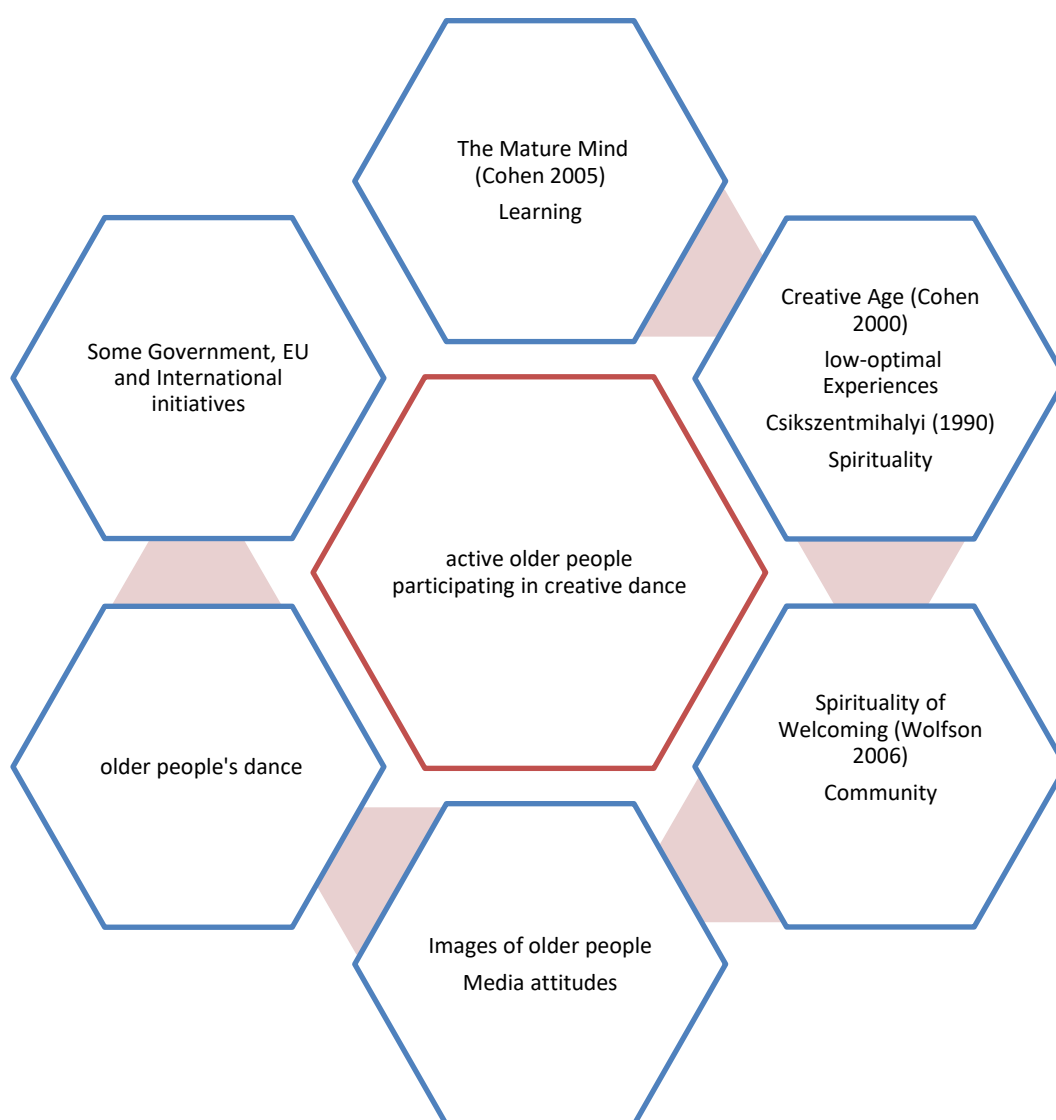 The Mature Mind
(Cohen 2005)
Learning
Creative Age (Cohen
2000)
low-optimal
Experiences
Csikszentmihalyi (1990)
Spirituality
Some Government, EU
and International
initiatives
active older people
participating in creative dance
Spirituality of
Welcoming (Wolfson
2006)
Community
older people's dance
Images of older people
Media attitudes